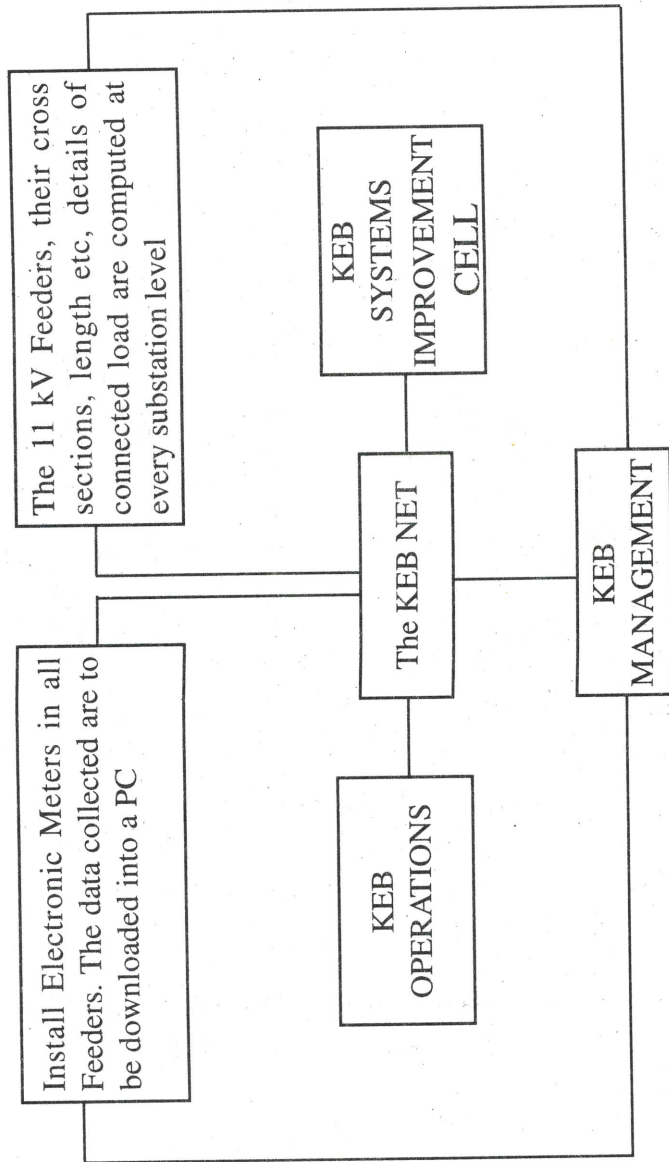 Install Electronic Meters in all
Feeders. The data collected are to
be downloaded into a PC
The 11 kV Feeders, their cross
sections, length etc, details of
connected load are computed at
every substation level
KEB
OPERATIONS
The KEB NET
KEB
SYSTEMS
IMPROVEMENT
CELL
KEB
MANAGEMENT